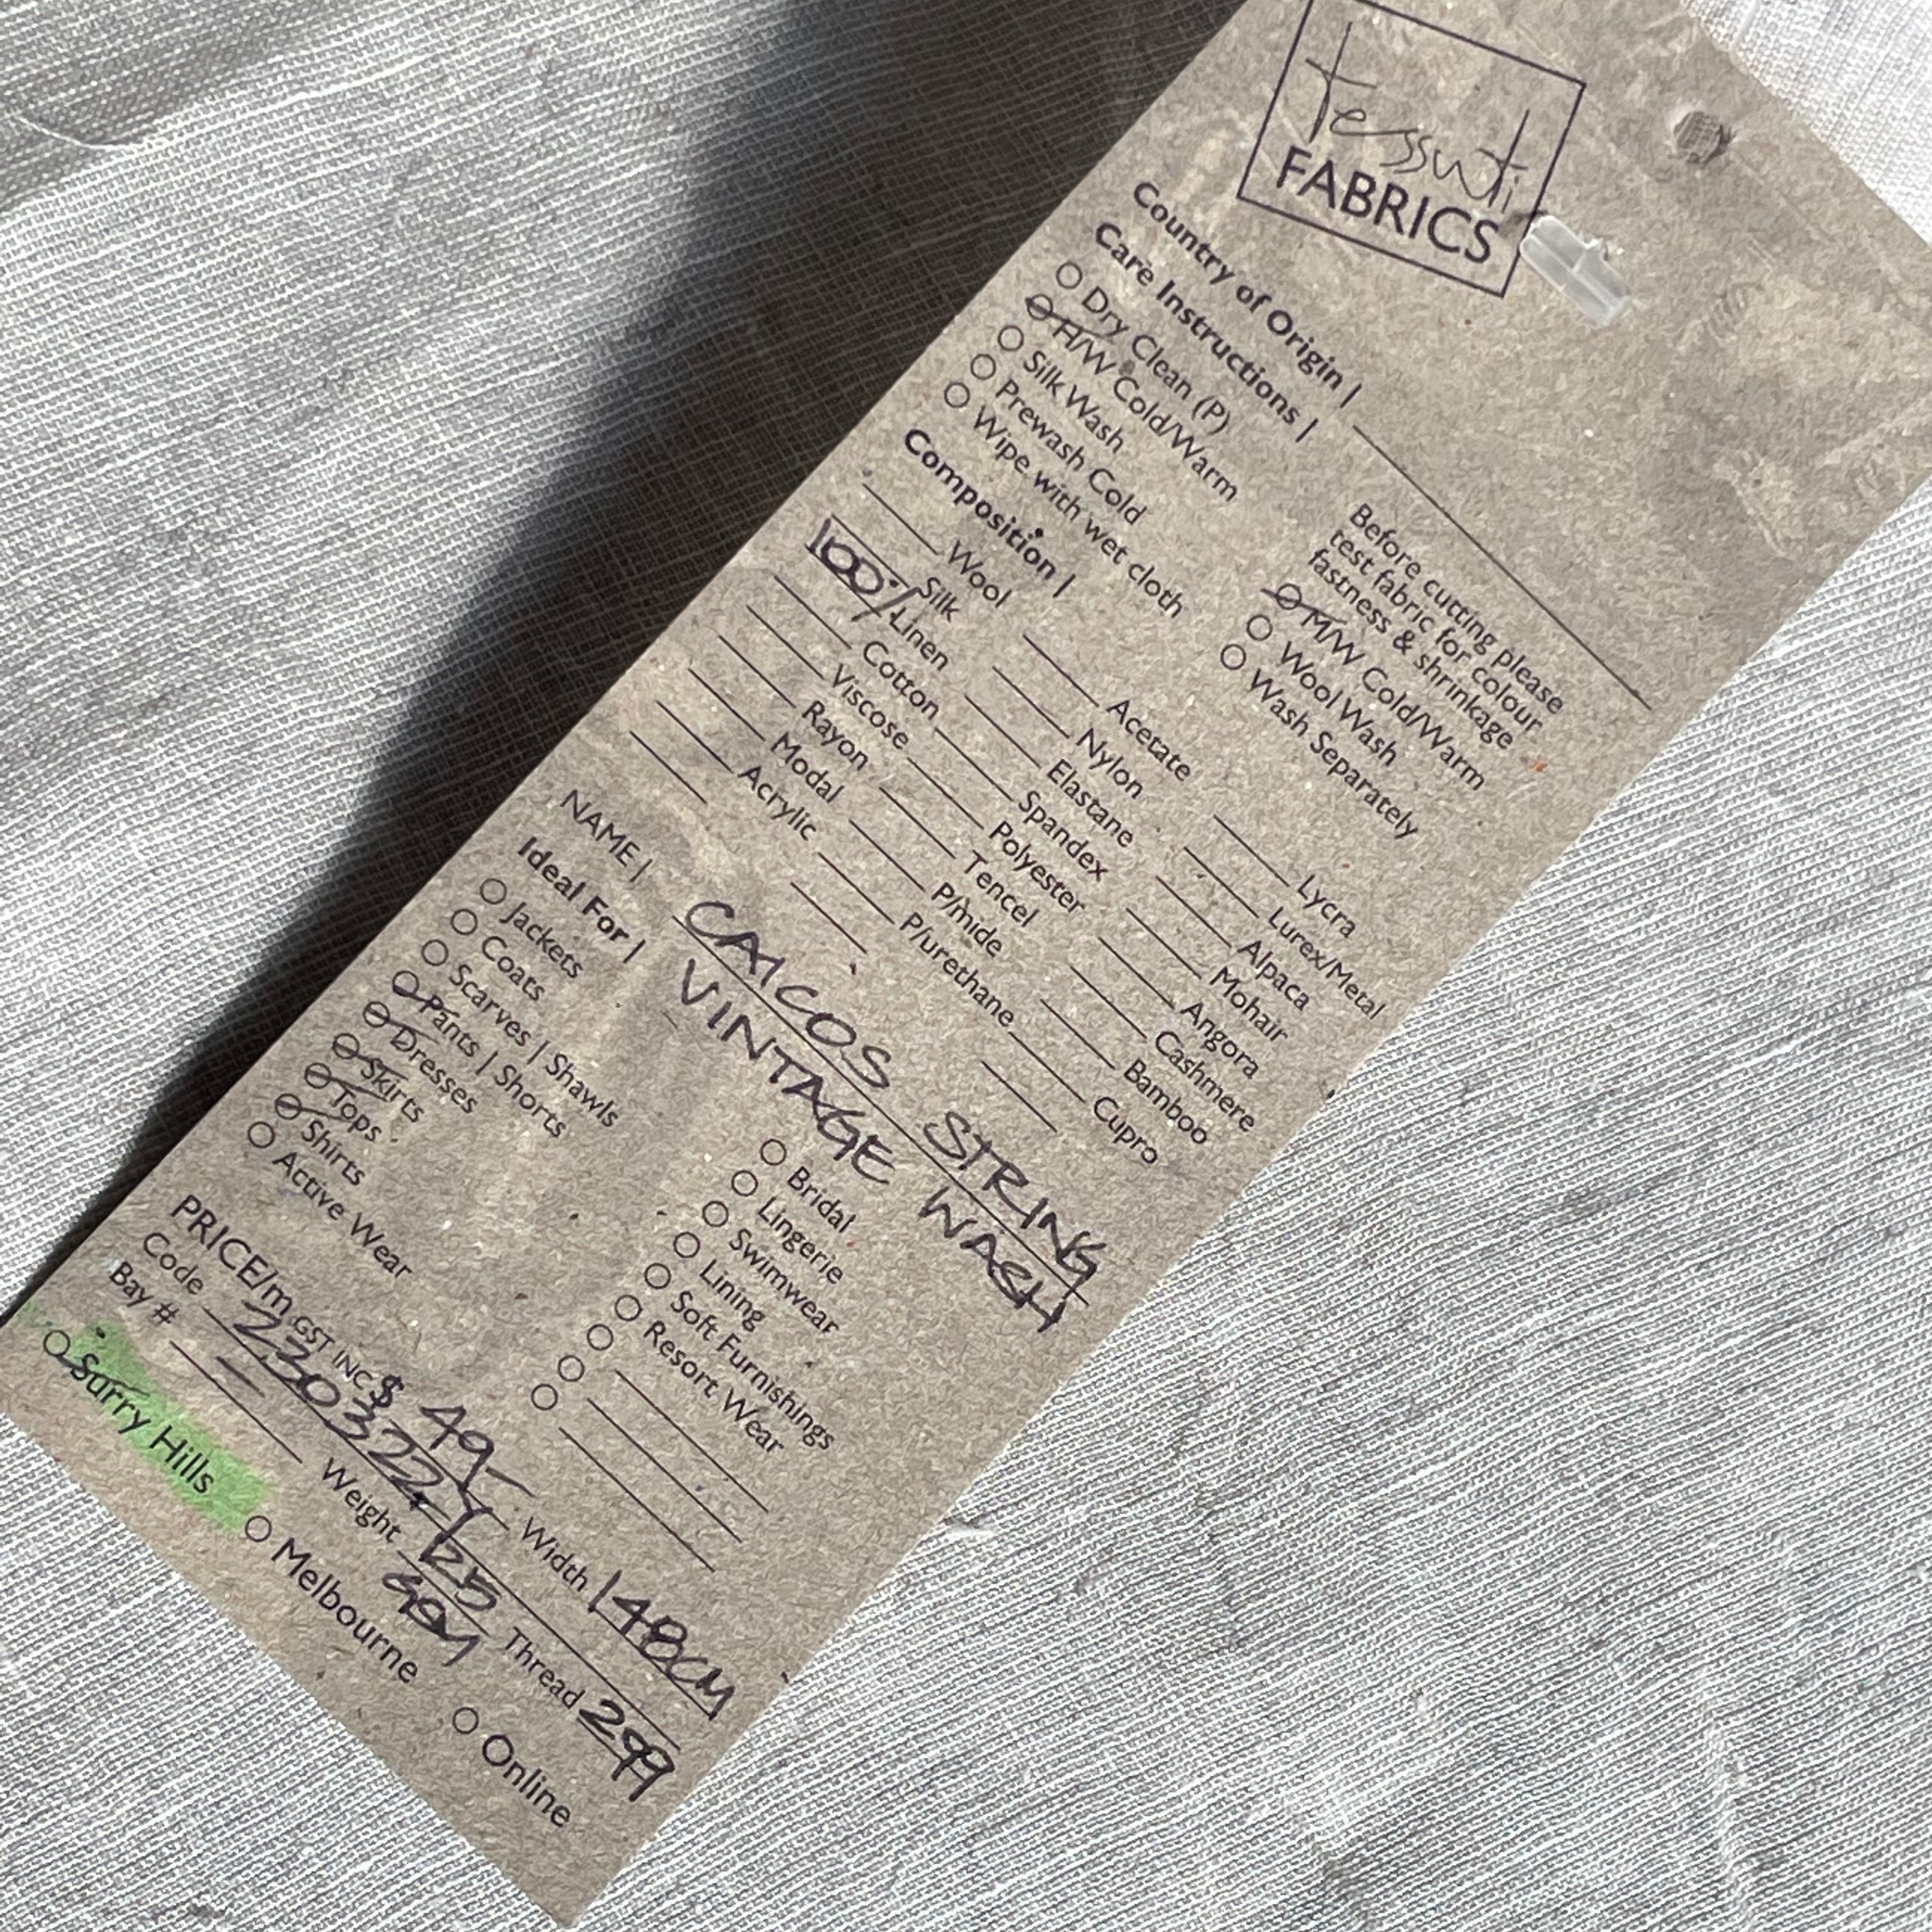 tessuti
FABRICS
Country of Origin |
Care Instructions |
Dry Clean (P)
H/W Cold/Warm
Silk Wash
Prewash Cold
Wipe with wet cloth
Before cutting please
test fabric for colour
fastness & shrinkage
M/W Cold/Warm
Wool Wash
Wash Separately
Composition |
Wool
Silk
100% Linen
Cotton
Viscose
Rayon
Modal
Acrylic
Acetate
Nylon
Elastane
Spandex
Polyester
Tencel
P/mide
P/urethane
Lycra
Lurex/Metal
Alpaca
Mohair
Angora
Cashmere
Bamboo
Cupro
NAME | CALCOS STRING
VINTAGE WASH
Ideal For |
Jackets
Coats
Scarves | Shawls
Pants | Shorts
Dresses
Skirts
Tops
Shirts
Active Wear
Bridal
Lingerie
Swimwear
Lining
Soft Furnishings
Resort Wear
PRICE/m GST INC $ 49- Width 148CM
Code 230322 Thread 299
Bay # - Weight 125
GSM
Surry Hills Melbourne Online